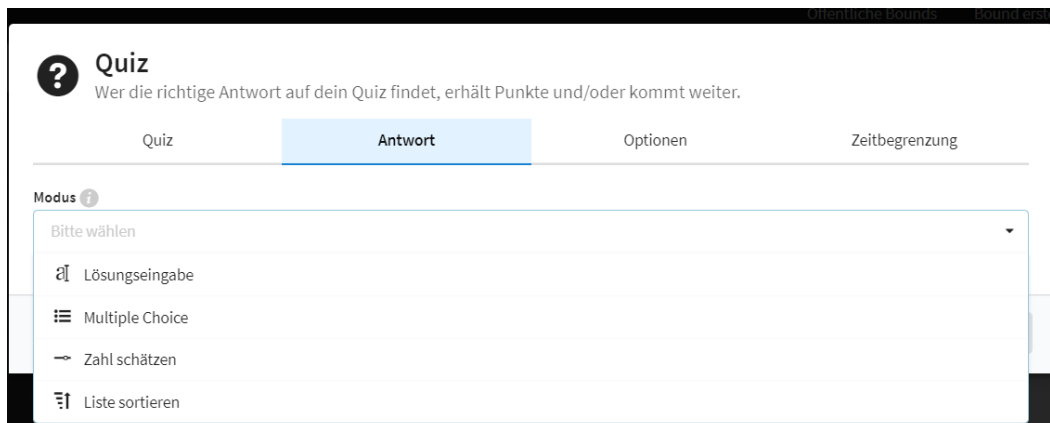 Öffentliche Bounds Bound erst
Quiz
Wer die richtige Antwort auf dein Quiz findet, erhält Punkte und/oder kommt weiter.
Quiz Antwort Optionen Zeitbegrenzung
Modus
Bitte wählen
Lösungseingabe
Multiple Choice
Zahl schätzen
Liste sortieren